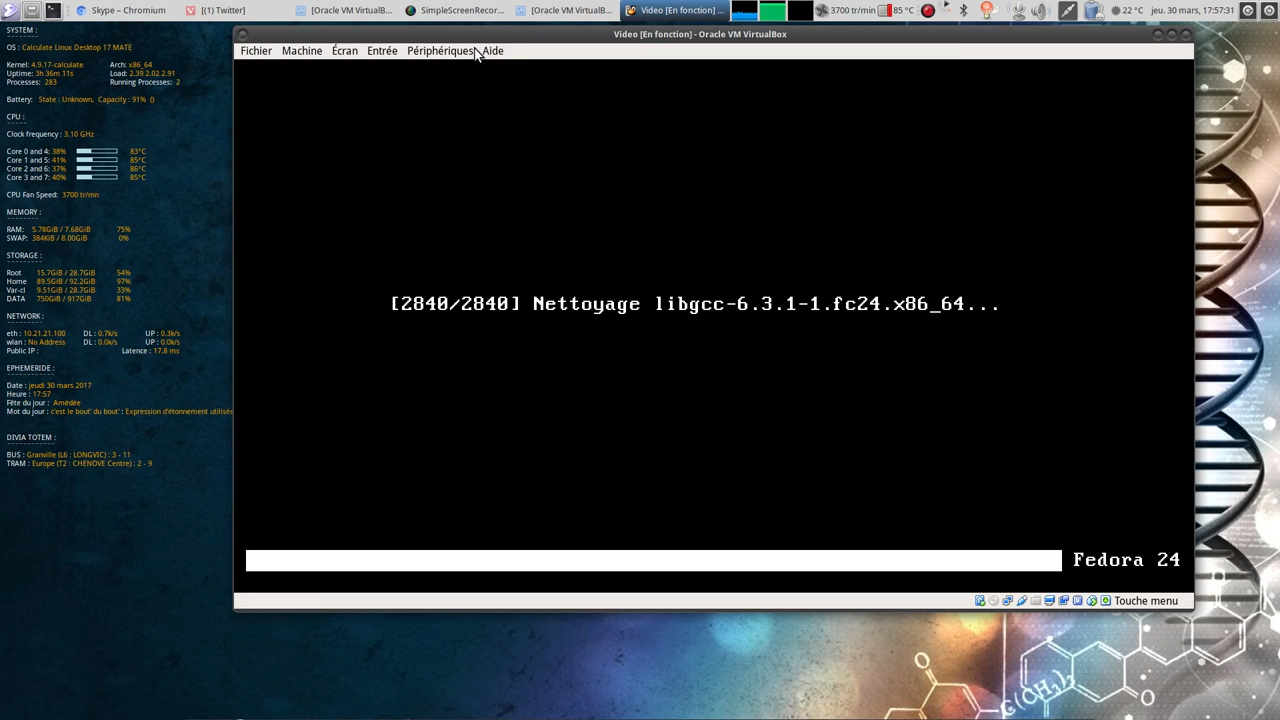 Skype – Chromium
[(1) Twitter]
[Oracle VM VirtualB...
SimpleScreenRecor...
[Oracle VM VirtualB...
Video [En fonction] ...
3700 tr/min
85 °C
22 °C
jeu. 30 mars, 17:57:31
SYSTEM :
OS : Calculate Linux Desktop 17 MATE
Kernel: 4.9.17-calculate Arch: x86_64
Uptime: 3h 36m 11s Load: 2.39 2.02 2.91
Processes: 283 Running Processes: 2
Battery: State : Unknown, Capacity : 91% ()
CPU :
Clock frequency : 3.10 GHz
Core 0 and 4: 38% 83°C
Core 1 and 5: 41% 85°C
Core 2 and 6: 37% 86°C
Core 3 and 7: 40% 85°C
CPU Fan Speed: 3700 tr/mn
MEMORY :
RAM: 5.78GiB / 7.68GiB 75%
SWAP: 384KiB / 8.00GiB 0%
STORAGE :
Root 15.7GiB / 28.7GiB 54%
Home 89.5GiB / 92.2GiB 97%
Var-cl 9.51GiB / 28.7GiB 33%
DATA 750GiB / 917GiB 81%
NETWORK :
eth : 10.21.21.100 DL : 0.7k/s UP : 0.3k/s
wlan : No Address DL : 0.0k/s UP : 0.0k/s
Public IP : Latence : 17.8 ms
EPHEMERIDE :
Date : jeudi 30 mars 2017
Heure : 17:57
Fête du jour : Amédée
Mot du jour : c'est le bout' du bout' : Expression d'étonnement utilisée
DIVIA TOTEM :
BUS : Granville (L6 : LONGVIC) : 3 - 11
TRAM : Europe (T2 : CHENOVE Centre) : 2 - 9
Video [En fonction] - Oracle VM VirtualBox
Fichier Machine Écran Entrée Périphériques Aide
[2840/2840] Nettoyage libgcc-6.3.1-1.fc24.x86_64...
Fedora 24
Touche menu
C(CH₃)₃
O
O